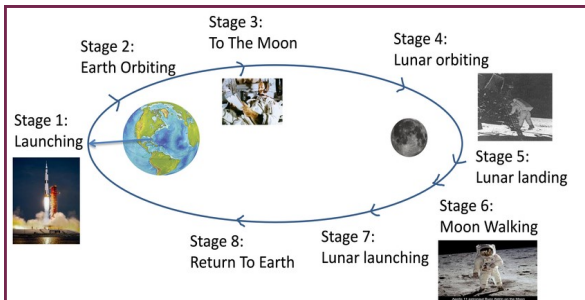 Stage 1:
Launching
Stage 2:
Earth Orbiting
Stage 3:
To The Moon
Stage 4:
Lunar orbiting
Stage 5:
Lunar landing
Stage 6:
Moon Walking
Stage 7:
Lunar launching
Stage 8:
Return To Earth